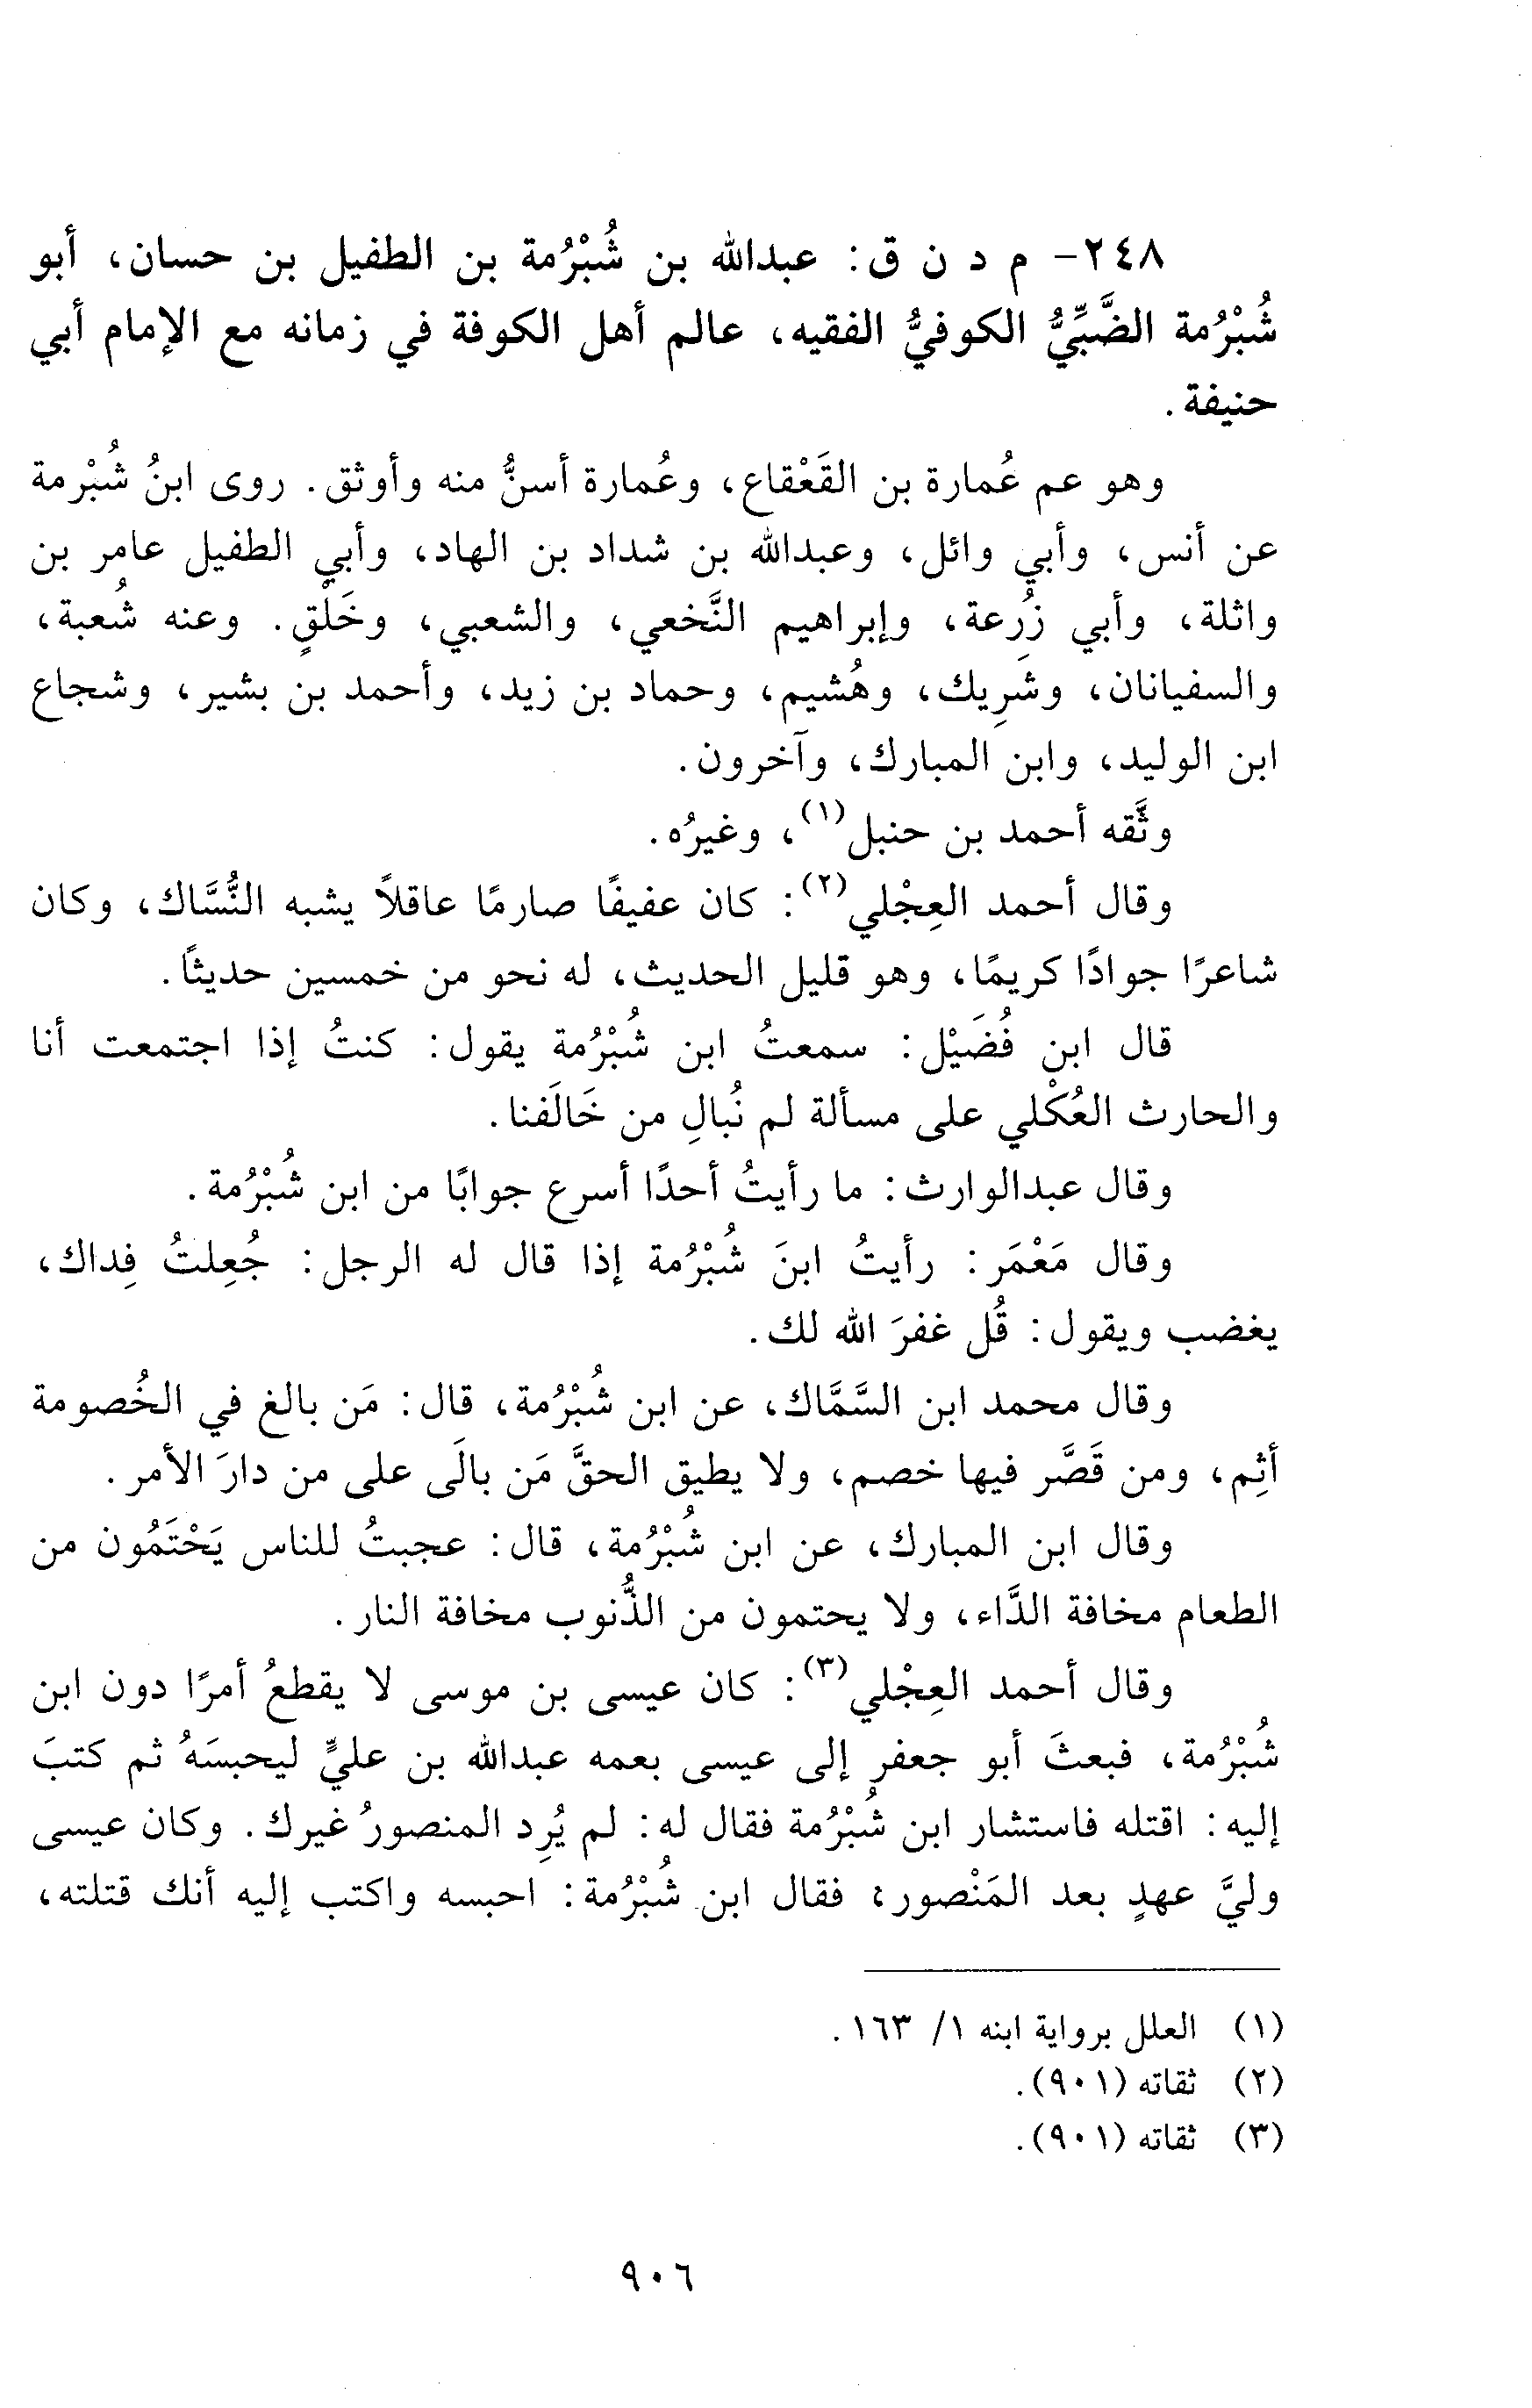 ٢٤٨- م د ن ق: عبدالله بن شُبْرُمة بن الطفيل بن حسان، أبو
شُبْرُمة الضَّبِّيُّ الكوفيُّ الفقيه، عالم أهل الكوفة في زمانه مع الإمام أبي
حنيفة.
وهو عم عُمارة بن القَعْقاع، وعُمارة أسنُّ منه وأوثق. روى ابنُ شُبْرمة
عن أنس، وأبي وائل، وعبدالله بن شداد بن الهاد، وأبي الطفيل عامر بن
واثلة، وأبي زُرعة، وإبراهيم النَّخعي، والشعبي، وخَلْقٍ. وعنه شُعبة،
والسفيانان، وشَرِيك، وهُشيم، وحماد بن زيد، وأحمد بن بشير، وشجاع
ابن الوليد، وابن المبارك، وآخرون.
وثَّقه أحمد بن حنبل(١)، وغيرُه.
وقال أحمد العِجْلي(٢): كان عفيفًا صارمًا عاقلاً يشبه النُّسَّاك، وكان
شاعرًا جوادًا كريمًا، وهو قليل الحديث، له نحو من خمسين حديثًا.
قال ابن فُضَيْل: سمعتُ ابن شُبْرُمة يقول: كنتُ إذا اجتمعت أنا
والحارث العُكْلي على مسألة لم نُبالِ من خَالَفنا.
وقال عبدالوارث: ما رأيتُ أحدًا أسرع جوابًا من ابن شُبْرُمة.
وقال مَعْمَر: رأيتُ ابنَ شُبْرُمة إذا قال له الرجل: جُعِلتُ فِداك،
يغضب ويقول: قُل غفرَ الله لك.
وقال محمد ابن السَّمَّاك، عن ابن شُبْرُمة، قال: مَن بالغ في الخُصومة
أثِم، ومن قَصَّر فيها خصم، ولا يطيق الحقَّ مَن بالَى على من دارَ الأمر.
وقال ابن المبارك، عن ابن شُبْرُمة، قال: عجبتُ للناس يَحْتَمُون من
الطعام مخافة الدَّاء، ولا يحتمون من الذُّنوب مخافة النار.
وقال أحمد العِجْلي(٣): كان عيسى بن موسى لا يقطعُ أمرًا دون ابن
شُبْرُمة، فبعثَ أبو جعفر إلى عيسى بعمه عبدالله بن عليٍّ ليحبسَهُ ثم كتبَ
إليه: اقتله فاستشار ابن شُبْرُمة فقال له: لم يُرِد المنصورُ غيرك. وكان عيسى
وليَّ عهدٍ بعد المَنْصور؛ فقال ابن شُبْرُمة: احبسه واكتب إليه أنك قتلته،
(١) العلل برواية ابنه ١/ ١٦٣.
(٢) ثقاته (٩٠١).
(٣) ثقاته (٩٠١).
٩٠٦